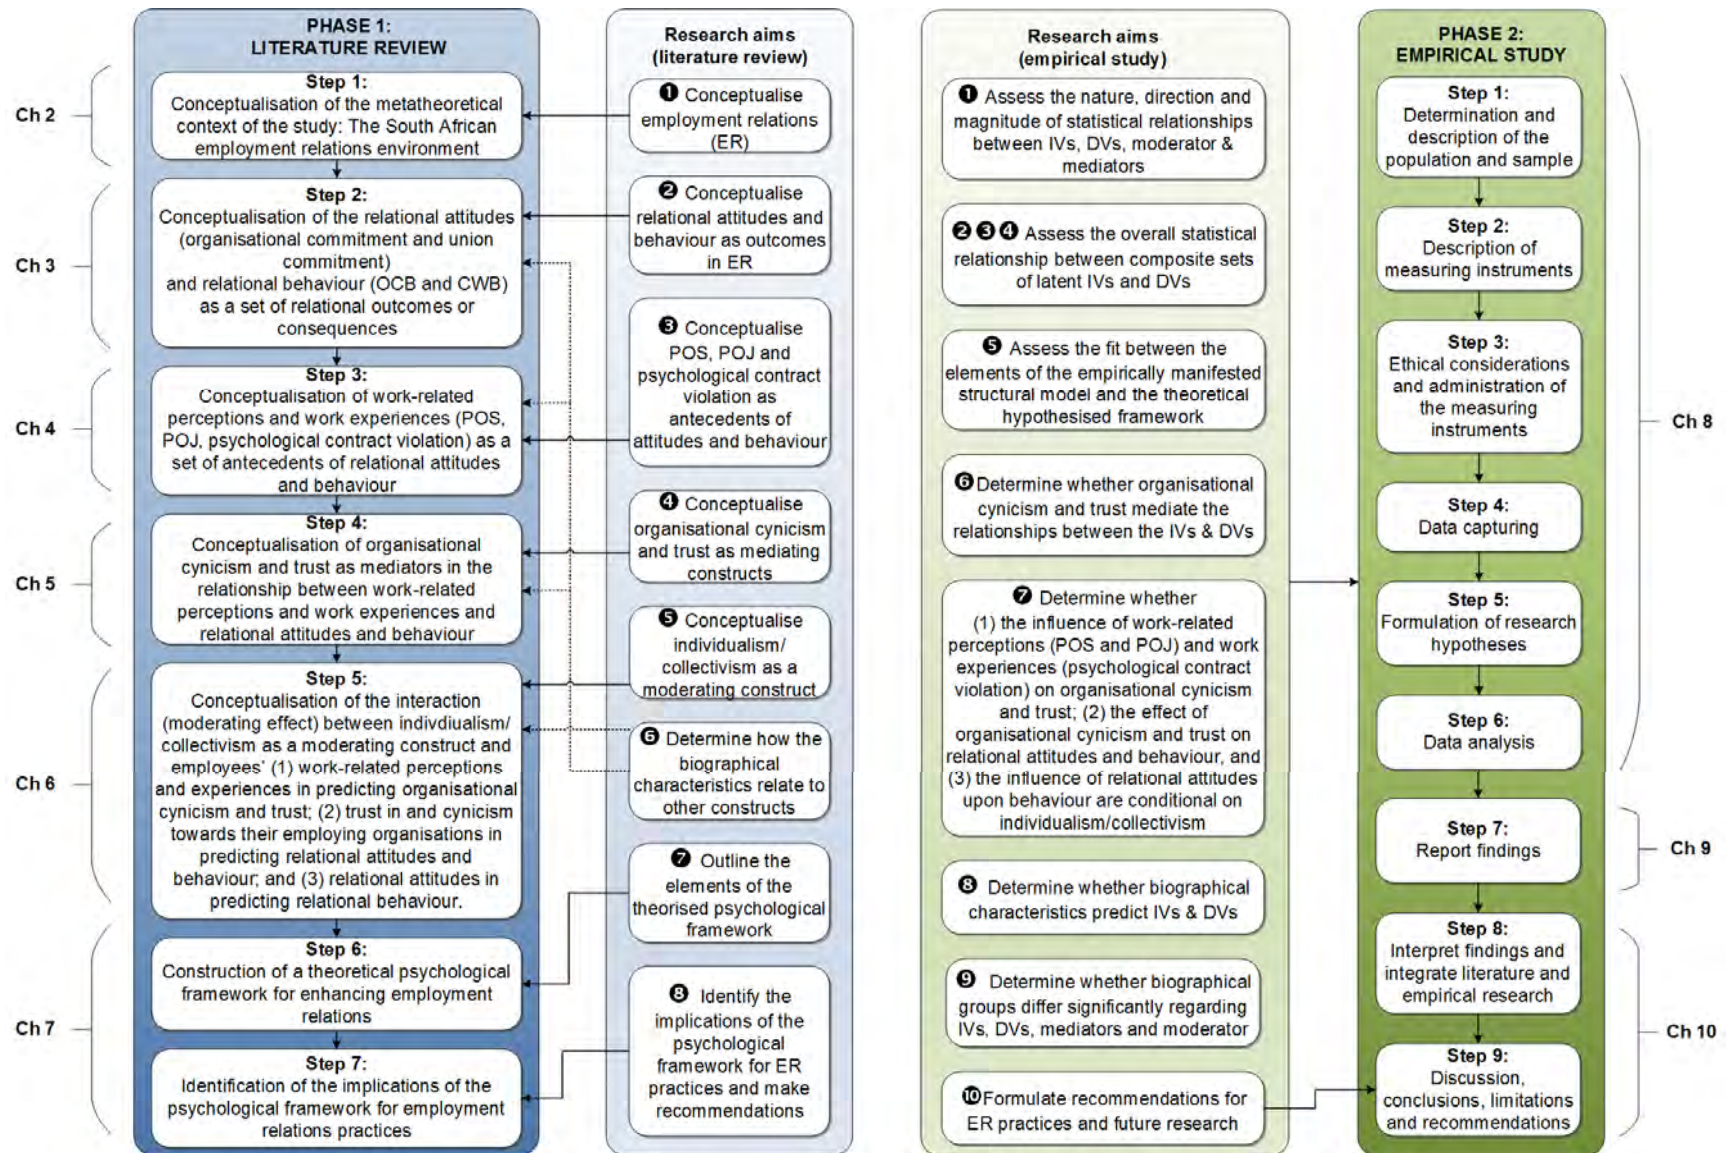 PHASE 1:
LITERATURE REVIEW
Ch 2
Step 1:
Conceptualisation of the metatheoretical
context of the study: The South African
employment relations environment
Ch 3
Step 2:
Conceptualisation of the relational attitudes
(organisational commitment and union
commitment)
and relational behaviour (OCB and CWB)
as a set of relational outcomes or
consequences
Ch 4
Step 3:
Conceptualisation of work-related
perceptions and work experiences (POS,
POJ, psychological contract violation) as a
set of antecedents of relational attitudes
and behaviour
Ch 5
Step 4:
Conceptualisation of organisational
cynicism and trust as mediators in the
relationship between work-related
perceptions and work experiences and
relational attitudes and behaviour
Ch 6
Step 5:
Conceptualisation of the interaction
(moderating effect) between indivdiualism/
collectivism as a moderating construct and
employees' (1) work-related perceptions
and experiences in predicting organisational
cynicism and trust; (2) trust in and cynicism
towards their employing organisations in
predicting relational attitudes and
behaviour; and (3) relational attitudes in
predicting relational behaviour.
Ch 7
Step 6:
Construction of a theoretical psychological
framework for enhancing employment
relations
Step 7:
Identification of the implications of the
psychological framework for employment
relations practices
Research aims
(literature review)
❶ Conceptualise
employment relations
(ER)
❷ Conceptualise
relational attitudes and
behaviour as outcomes
in ER
❸ Conceptualise
POS, POJ and
psychological contract
violation as
antecedents of
attitudes and behaviour
❹ Conceptualise
organisational cynicism
and trust as mediating
constructs
❺ Conceptualise
individualism/
collectivism as a
moderating construct
❻ Determine how the
biographical
characteristics relate to
other constructs
❼ Outline the
elements of the
theorised psychological
framework
❽ Identify the
implications of the
psychological
framework for ER
practices and make
recommendations
Research aims
(empirical study)
❶ Assess the nature, direction and
magnitude of statistical relationships
between IVs, DVs, moderator &
mediators
❷ ❸ ❹ Assess the overall statistical
relationship between composite sets
of latent IVs and DVs
❺ Assess the fit between the
elements of the empirically manifested
structural model and the theoretical
hypothesised framework
❻ Determine whether organisational
cynicism and trust mediate the
relationships between the IVs & DVs
❼ Determine whether
(1) the influence of work-related
perceptions (POS and POJ) and work
experiences (psychological contract
violation) on organisational cynicism
and trust; (2) the effect of
organisational cynicism and trust on
relational attitudes and behaviour, and
(3) the influence of relational attitudes
upon behaviour are conditional on
individualism/collectivism
❽ Determine whether biographical
characteristics predict IVs & DVs
❾ Determine whether biographical
groups differ significantly regarding
IVs, DVs, mediators and moderator
❿ Formulate recommendations for
ER practices and future research
PHASE 2:
EMPIRICAL STUDY
Step 1:
Determination and
description of the
population and sample
Step 2:
Description of
measuring instruments
Step 3:
Ethical considerations
and administration of
the measuring
instruments
Step 4:
Data capturing
Step 5:
Formulation of research
hypotheses
Step 6:
Data analysis
Ch 8
Step 7:
Report findings
Ch 9
Step 8:
Interpret findings and
integrate literature and
empirical research
Step 9:
Discussion,
conclusions, limitations
and recommendations
Ch 10